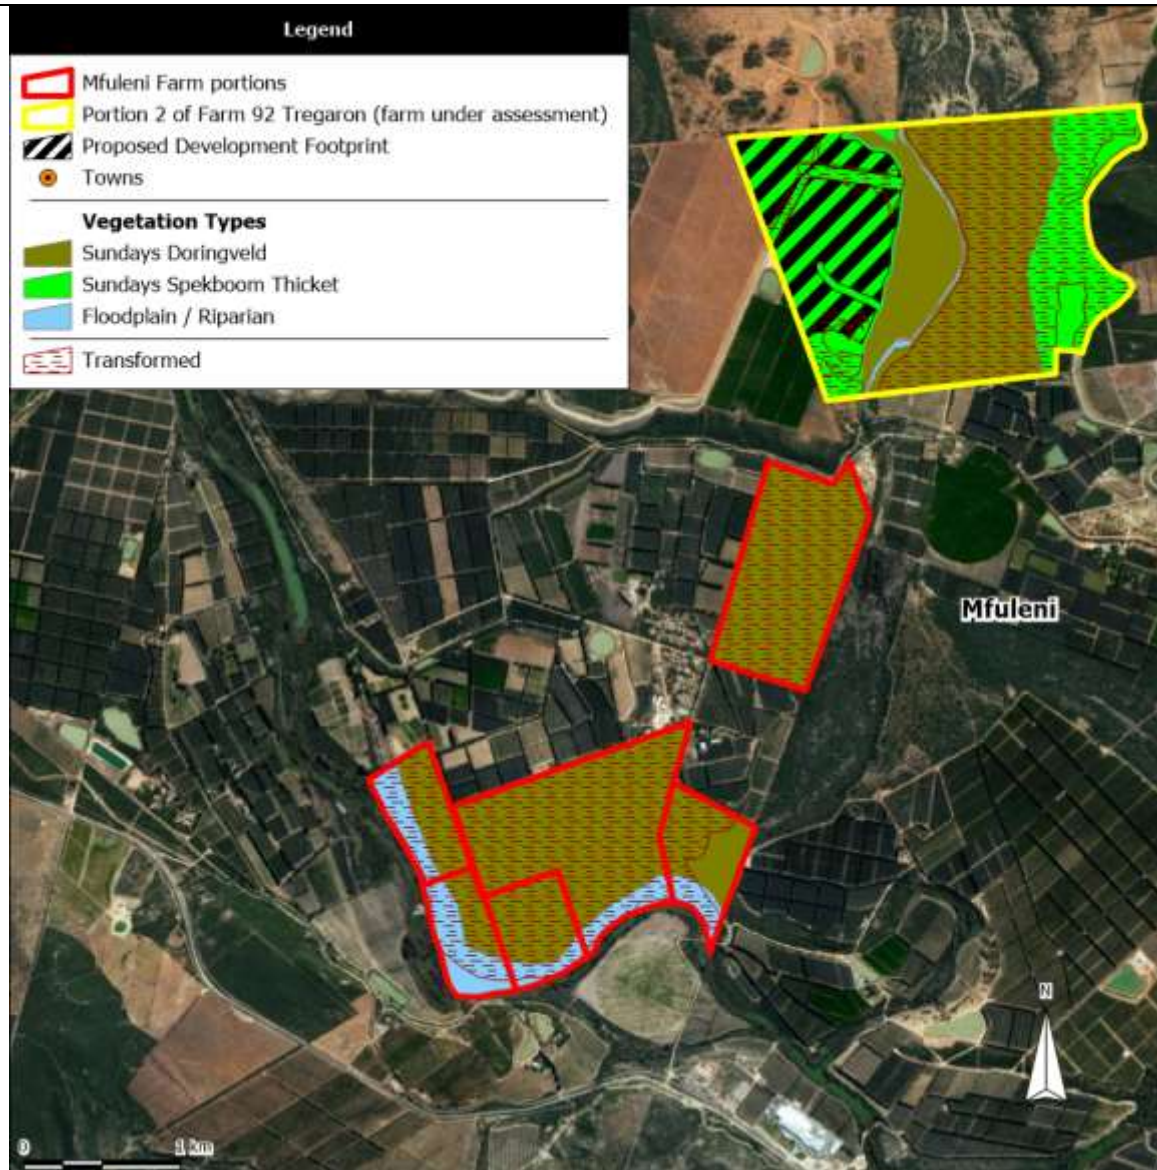 Legend
Mfuleni Farm portions
Portion 2 of Farm 92 Tregaron (farm under assessment)
Proposed Development Footprint
Towns
Vegetation Types
Sundays Doringveld
Sundays Spekboom Thicket
Floodplain / Riparian
Transformed
Mfuleni
N
0 1 km